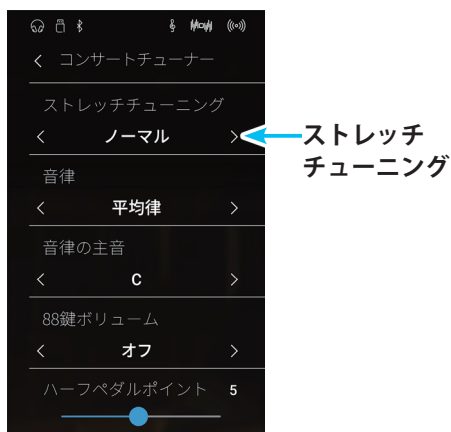 コンサートチューナー
ストレッチチューニング
ノーマル
ストレッチ
チューニング
音律
平均律
音律の主音
C
88鍵ボリューム
オフ
ハーフペダルポイント 5